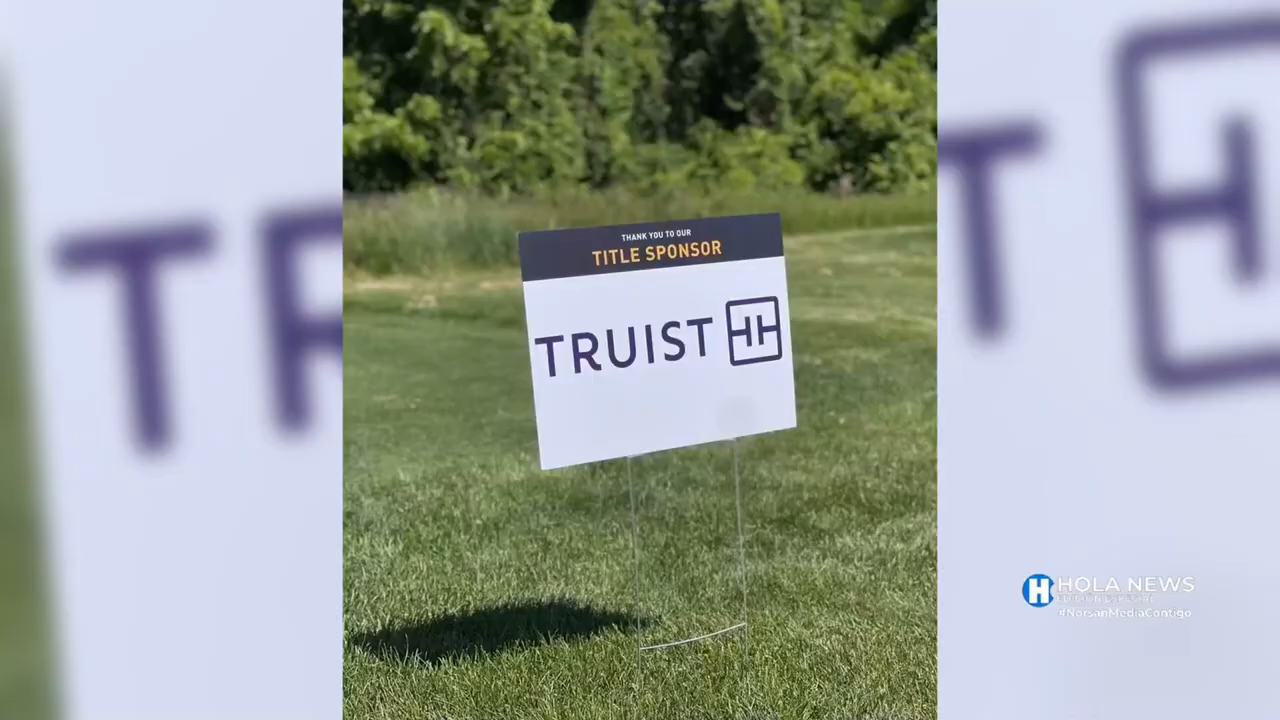 THANK YOU TO OUR
TITLE SPONSOR
TRUIST
HOLA NEWS
#NorsanMediaContigo